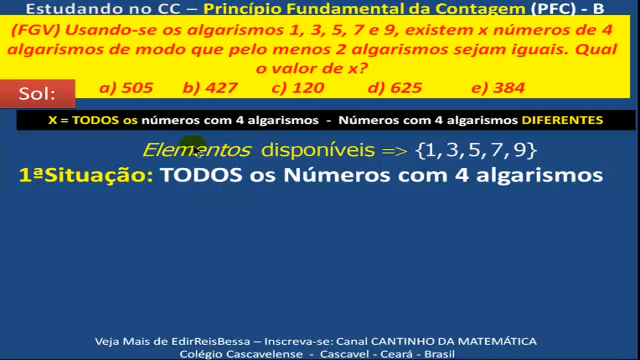 Estudando no CC – Princípio Fundamental da Contagem (PFC) - B
(FGV) Usando-se os algarismos 1, 3, 5, 7 e 9, existem x números de 4
algarismos de modo que pelo menos 2 algarismos sejam iguais. Qual
o valor de x?
a) 505 b) 427 c) 120 d) 625 e) 384
Sol:
X = TODOS os números com 4 algarismos - Números com 4 algarismos DIFERENTES
Elementos disponíveis => {1, 3, 5, 7, 9}
1ªSituação: TODOS os Números com 4 algarismos
Veja Mais de EdirReisBessa – Inscreva-se: Canal CANTINHO DA MATEMÁTICA
Colégio Cascavelense - Cascavel - Ceará - Brasil